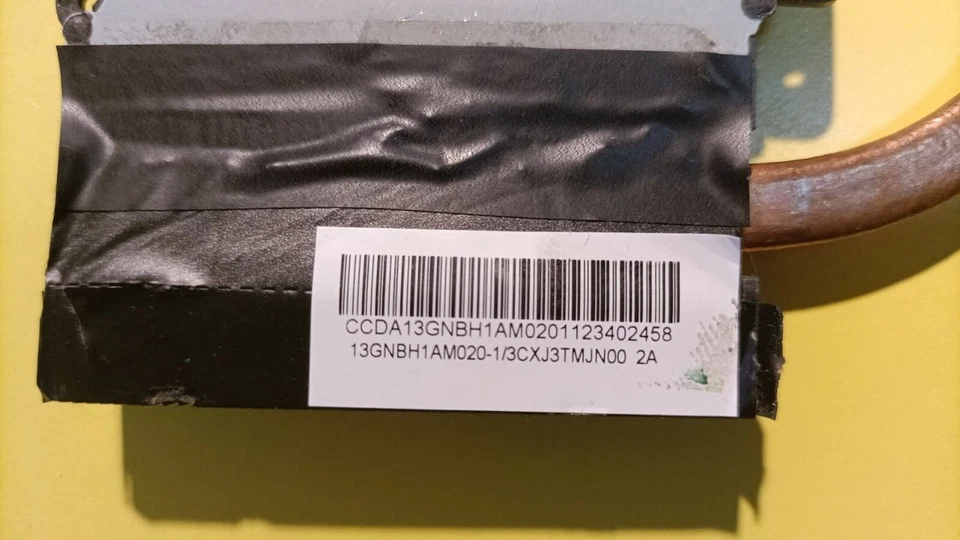 CCDA13GNBH1AM0201123402458
13GNBH1AM020-1/3CXJ3TMJN00 2A